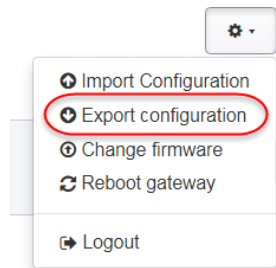 Import Configuration
Export configuration
Change firmware
Reboot gateway
Logout